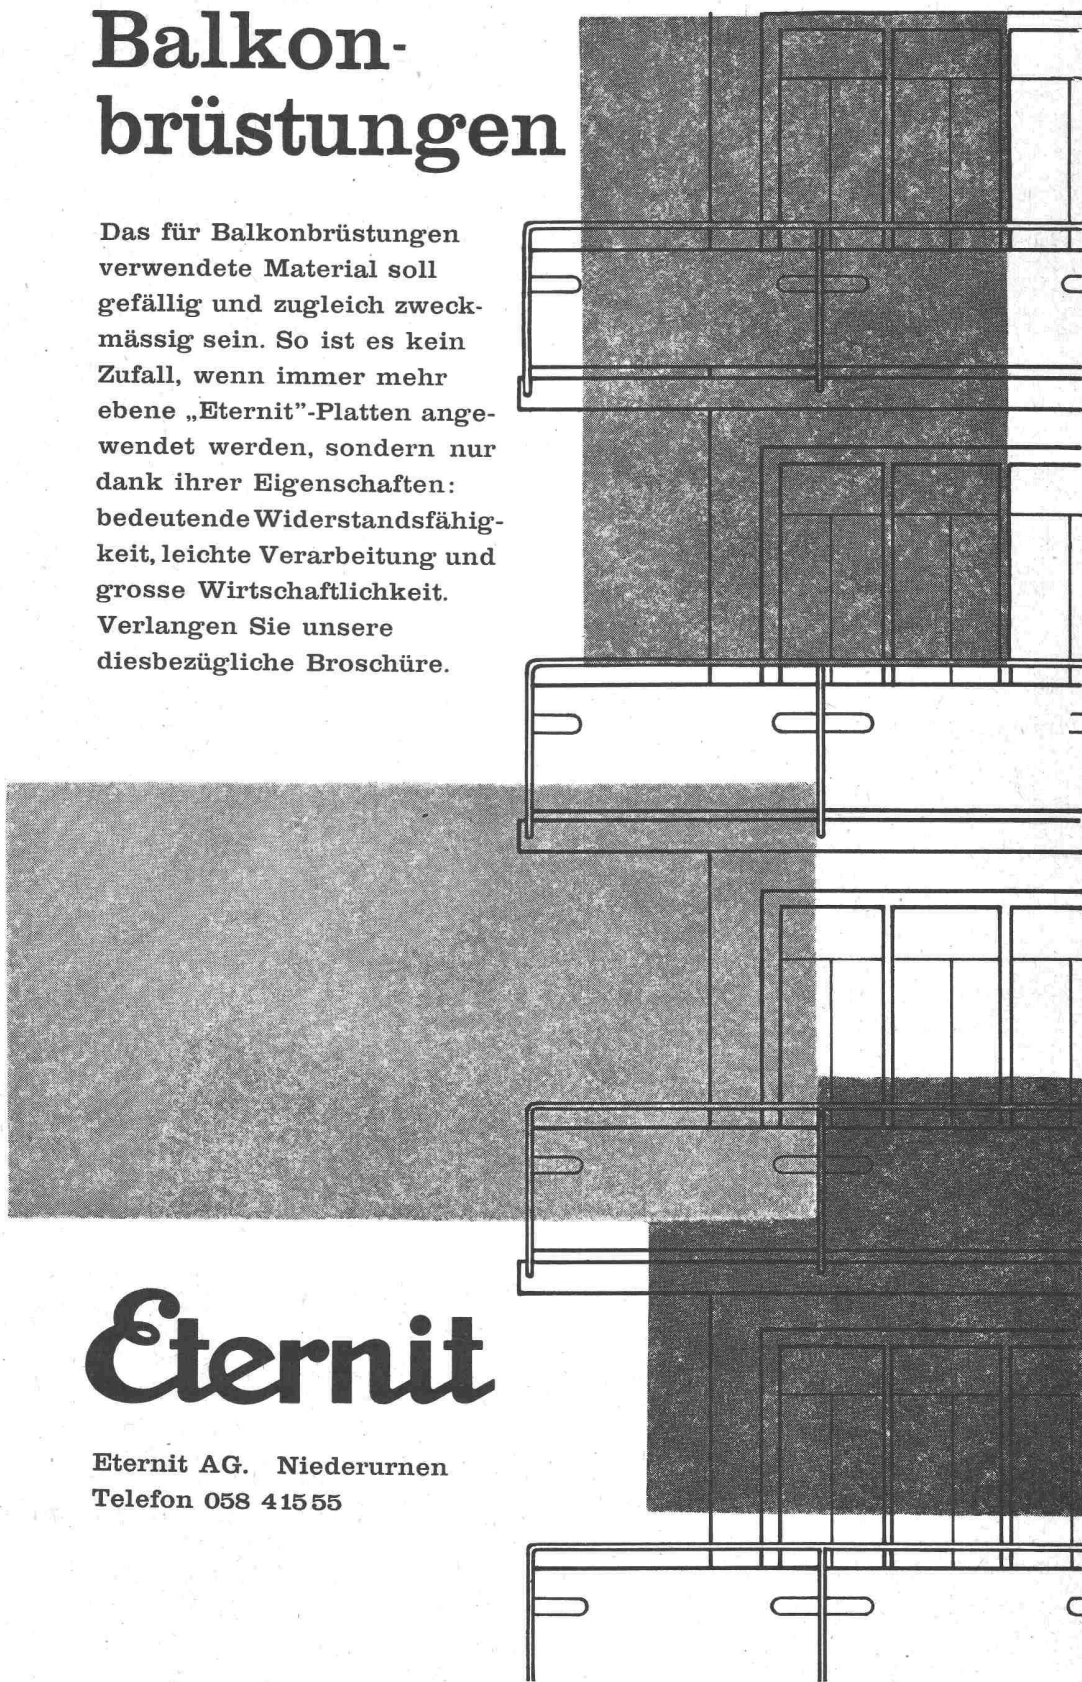 Balkon-
brüstungen
Das für Balkonbrüstungen
verwendete Material soll
gefällig und zugleich zweck-
mässig sein. So ist es kein
Zufall, wenn immer mehr
ebene „Eternit”-Platten ange-
wendet werden, sondern nur
dank ihrer Eigenschaften:
bedeutende Widerstandsfähig-
keit, leichte Verarbeitung und
grosse Wirtschaftlichkeit.
Verlangen Sie unsere
diesbezügliche Broschüre.
Eternit
Eternit AG. Niederurnen
Telefon 058 41555